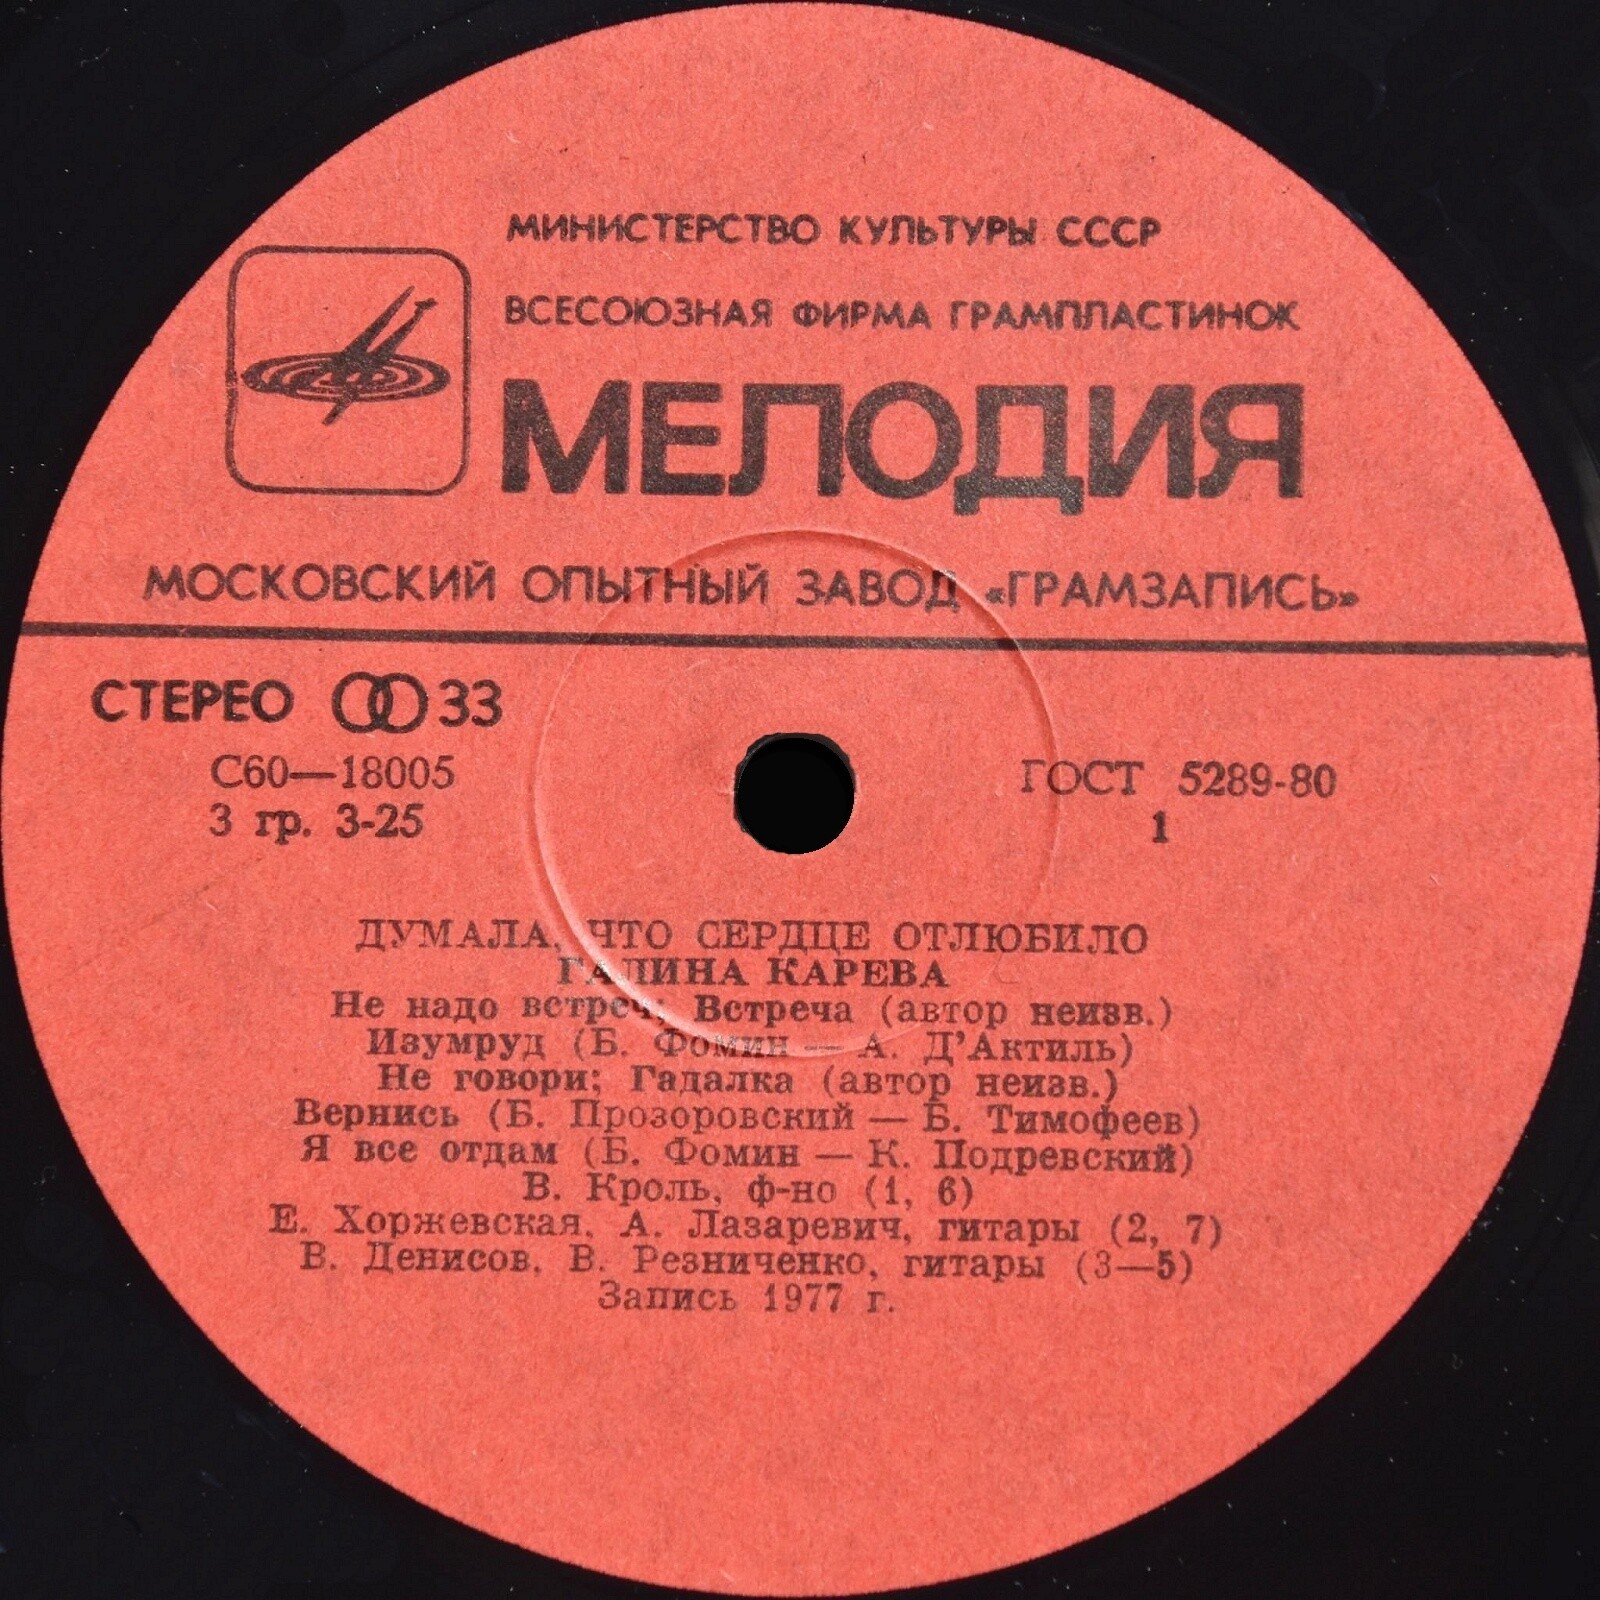 МИНИСТЕРСТВО КУЛЬТУРЫ СССР
ВСЕСОЮЗНАЯ ФИРМА ГРАМПЛАСТИНОК
МЕЛОДИЯ
МОСКОВСКИЙ ОПЫТНЫЙ ЗАВОД «ГРАМЗАПИСЬ»
СТЕРЕО 33
С60—18005
ГОСТ 5289-80
3 гр. 3-25
1
ДУМАЛА, ЧТО СЕРДЦЕ ОТЛЮБИЛО
ГАЛИНА КАРЕВА
Не надо встреч; Встреча (автор неизв.)
Изумруд (Б. Фомин — А. Д'Актиль)
Не говори; Гадалка (автор неизв.)
Вернись (Б. Прозоровский — Б. Тимофеев)
Я все отдам (Б. Фомин — К. Подревский)
В. Кроль, ф-но (1, 6)
Е. Хоржевская, А. Лазаревич, гитары (2, 7)
В. Денисов, В. Резниченко, гитары (3—5)
Запись 1977 г.